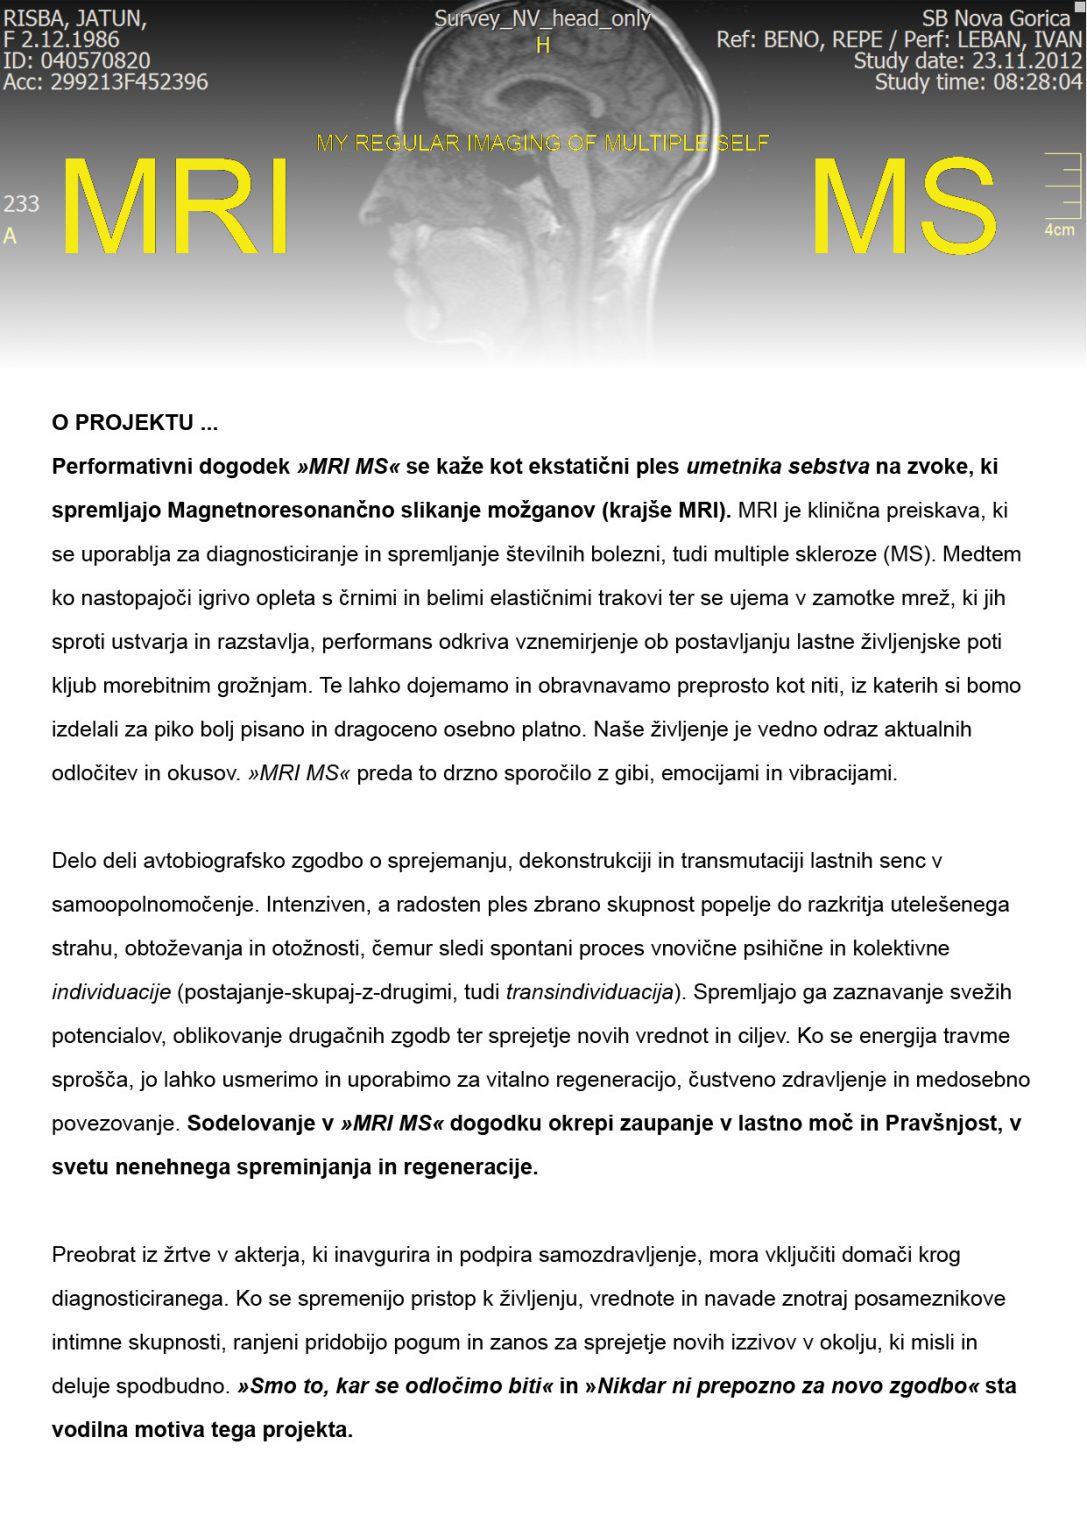 RISBA, JATUN,
F 2.12.1986
ID: 040570820
Acc: 299213F452396
Survey_NV_head_only
H
SB Nova Gorica
Ref: BENO, REPE / Perf: LEBAN, IVAN
Study date: 23.11.2012
Study time: 08:28:04
MY REGULAR IMAGING OF MULTIPLE SELF
MRI MS
233
A
4cm
O PROJEKTU ...
Performativni dogodek »MRI MS« se kaže kot ekstatični ples umetnika sebstva na zvoke, ki
spremljajo Magnetnoresonančno slikanje možganov (krajše MRI). MRI je klinična preiskava, ki
se uporablja za diagnosticiranje in spremljanje številnih bolezni, tudi multiple skleroze (MS). Medtem
ko nastopajoči igrivo opleta s črnimi in belimi elastičnimi trakovi ter se ujema v zamotke mrež, ki jih
sproti ustvarja in razstavlja, performans odkriva vznemirjenje ob postavljanju lastne življenjske poti
kljub morebitnim grožnjam. Te lahko dojemamo in obravnavamo preprosto kot niti, iz katerih si bomo
izdelali za piko bolj pisano in dragoceno osebno platno. Naše življenje je vedno odraz aktualnih
odločitev in okusov. »MRI MS« preda to drzno sporočilo z gibi, emocijami in vibracijami.
Delo deli avtobiografsko zgodbo o sprejemanju, dekonstrukciji in transmutaciji lastnih senc v
samoopolnomočenje. Intenziven, a radosten ples zbrano skupnost popelje do razkritja utelešenega
strahu, obtoževanja in otožnosti, čemur sledi spontani proces vnovične psihične in kolektivne
individuacije (postajanje-skupaj-z-drugimi, tudi transindividuacija). Spremljajo ga zaznavanje svežih
potencialov, oblikovanje drugačnih zgodb ter sprejetje novih vrednot in ciljev. Ko se energija travme
sprošča, jo lahko usmerimo in uporabimo za vitalno regeneracijo, čustveno zdravljenje in medosebno
povezovanje. Sodelovanje v »MRI MS« dogodku okrepi zaupanje v lastno moč in Pravšnjost, v
svetu nenehnega spreminjanja in regeneracije.
Preobrat iz žrtve v akterja, ki inavgurira in podpira samozdravljenje, mora vključiti domači krog
diagnosticiranega. Ko se spremenijo pristop k življenju, vrednote in navade znotraj posameznikove
intimne skupnosti, ranjeni pridobijo pogum in zanos za sprejetje novih izzivov v okolju, ki misli in
deluje spodbudno. »Smo to, kar se odločimo biti« in »Nikdar ni prepozno za novo zgodbo« sta
vodilna motiva tega projekta.